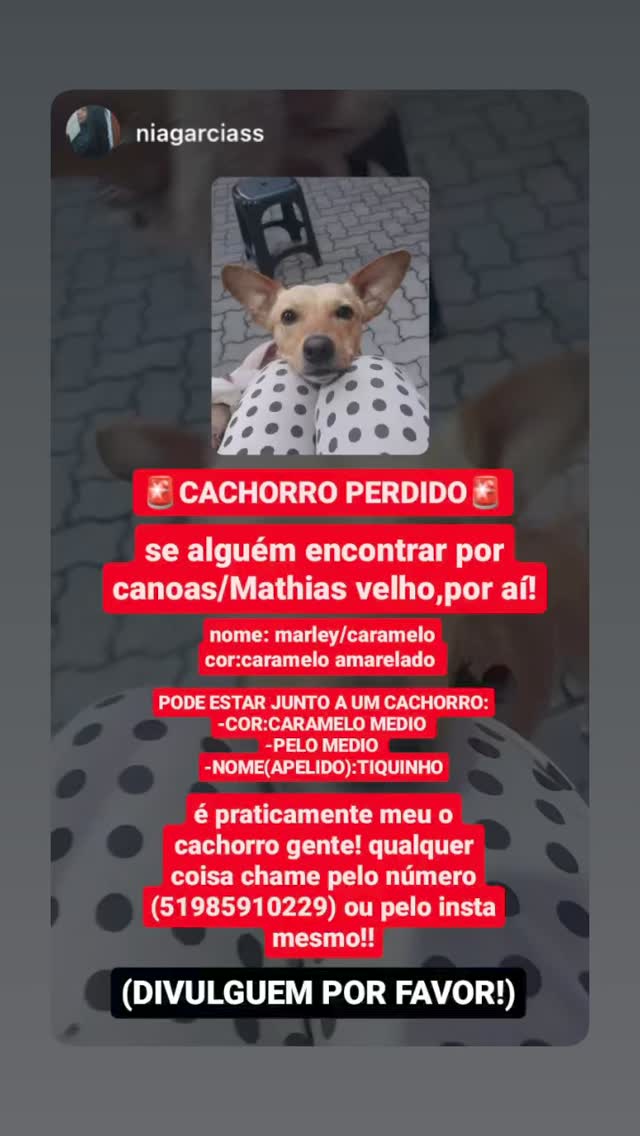 niagarciass
🚨CACHORRO PERDIDO🚨
se alguém encontrar por
canoas/Mathias velho,por aí!
nome: marley/caramelo
cor:caramelo amarelado
PODE ESTAR JUNTO A UM CACHORRO:
-COR:CARAMELO MEDIO
-PELO MEDIO
-NOME(APELIDO):TIQUINHO
é praticamente meu o
cachorro gente! qualquer
coisa chame pelo número
(51985910229) ou pelo insta
mesmo!!
(DIVULGUEM POR FAVOR!)